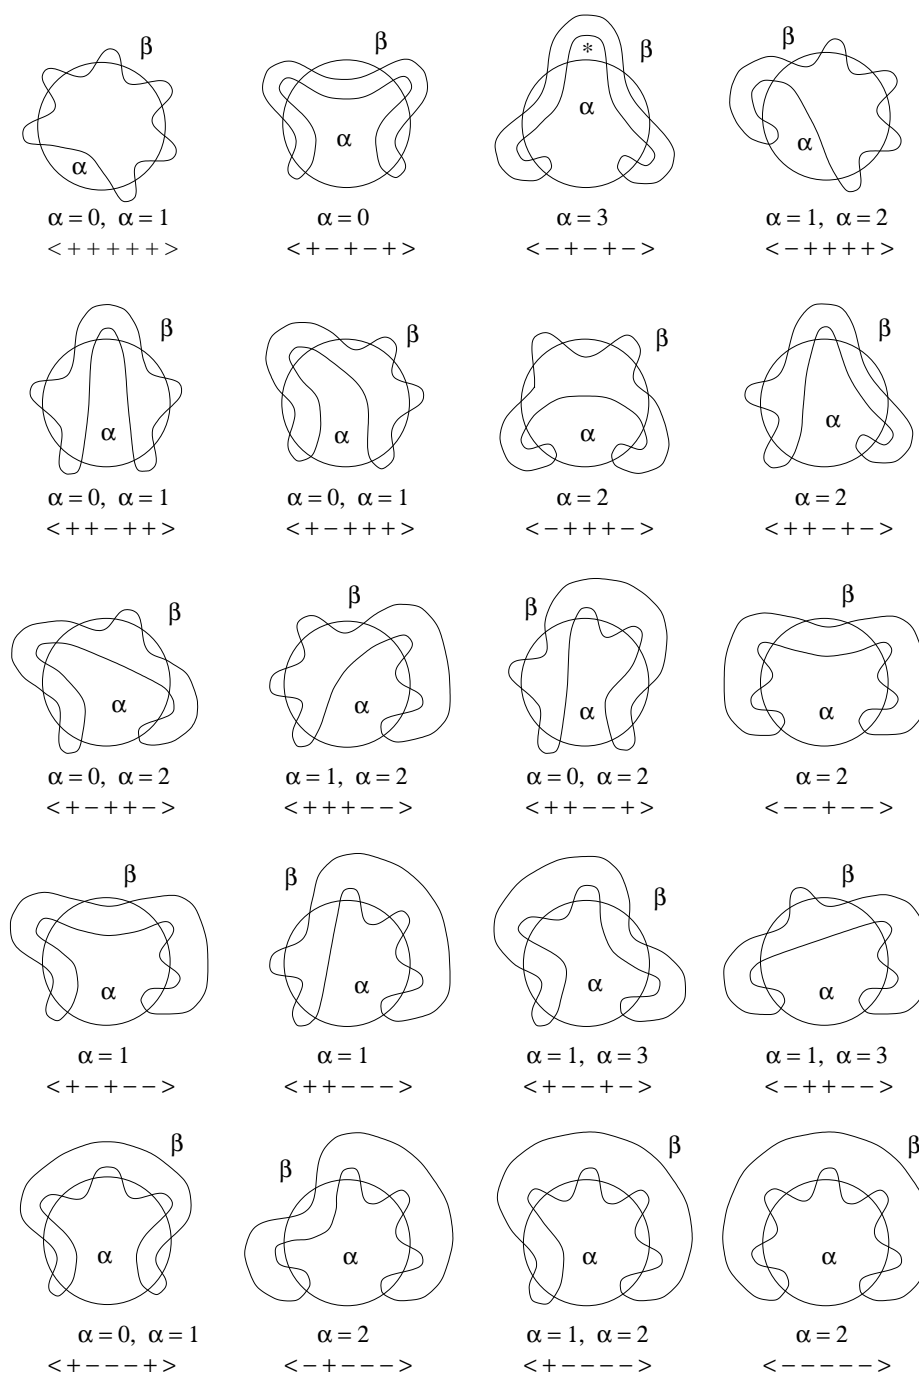 β β β β
*
α α α α
α = 0, α = 1 α = 0 α = 3 α = 1, α = 2
< + + + + + > < + − + − + > < − + − + − > < − + + + + >
β β β β
α α α α
α = 0, α = 1 α = 0, α = 1 α = 2 α = 2
< + + − + + > < + − + + + > < − + + + − > < + + − + − >
β β β β
α α α α
α = 0, α = 2 α = 1, α = 2 α = 0, α = 2 α = 2
< + − + + − > < + + + − − > < + + − − + > < − − + − − >
β β β β
α α α α
α = 1 α = 1 α = 1, α = 3 α = 1, α = 3
< + − + − − > < + + − − − > < + − − + − > < − + + − − >
β β β β
α α α α
α = 0, α = 1 α = 2 α = 1, α = 2 α = 2
< + − − − + > < − + − − − > < + − − − − > < − − − − − >